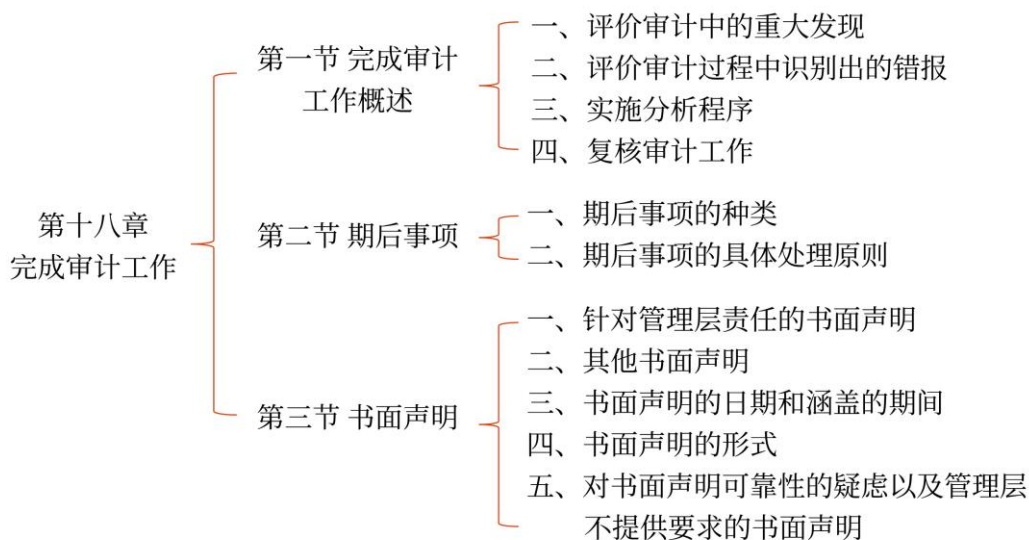 第十八章
完成审计工作
第一节 完成审计
工作概述
一、评价审计中的重大发现
二、评价审计过程中识别出的错报
三、实施分析程序
四、复核审计工作
第二节 期后事项
一、期后事项的种类
二、期后事项的具体处理原则
第三节 书面声明
一、针对管理层责任的书面声明
二、其他书面声明
三、书面声明的日期和涵盖的期间
四、书面声明的形式
五、对书面声明可靠性的疑虑以及管理层
不提供要求的书面声明